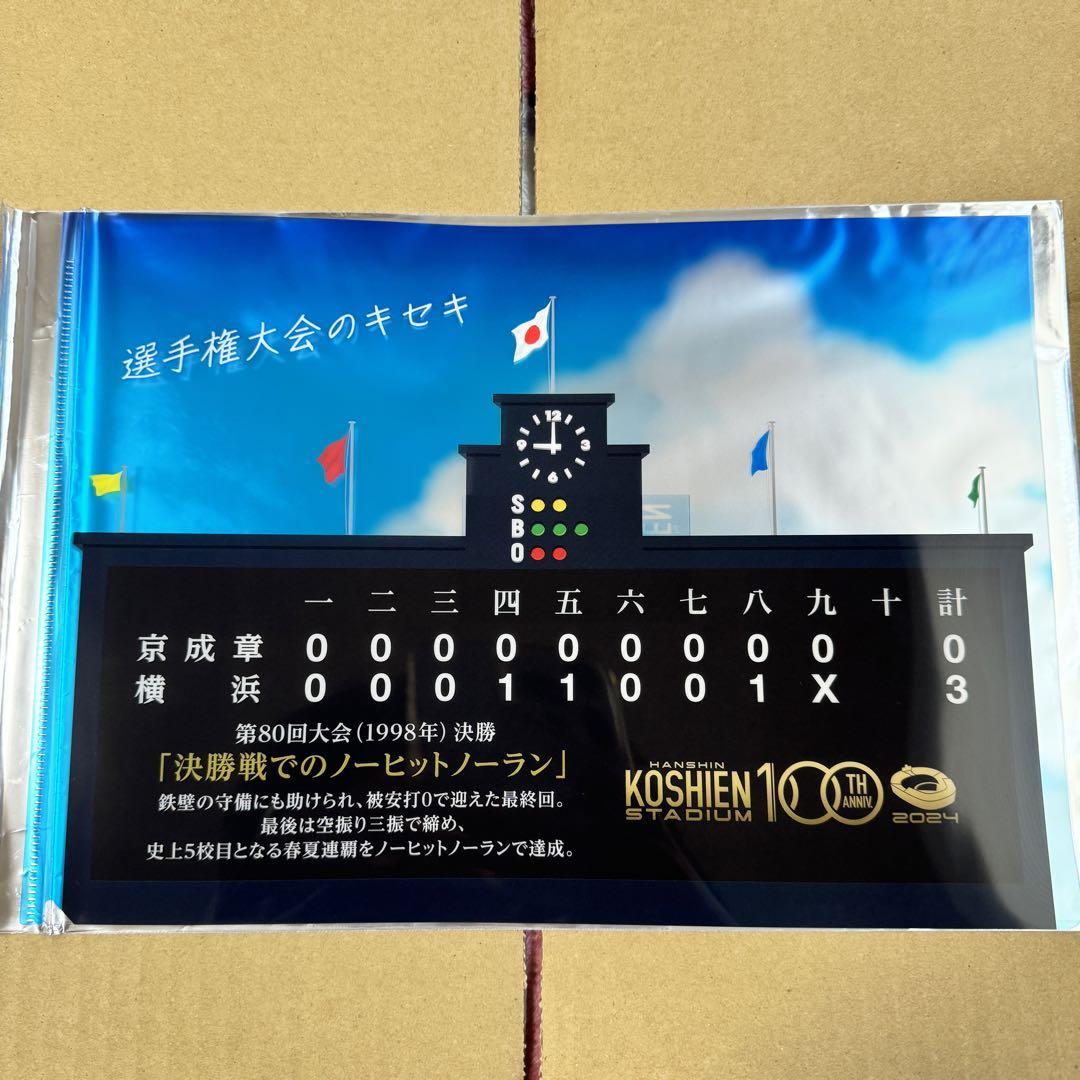 選手権大会のキセキ
12
9 3
6
S
B
O
一 二 三 四 五 六 七 八 九 十 計
京成章 0 0 0 0 0 0 0 0 0 0
横浜 0 0 0 1 1 0 0 1 X 3
第80回大会(1998年) 決勝
「決勝戦でのノーヒットノーラン」
鉄壁の守備にも助けられ、被安打0で迎えた最終回。
最後は空振り三振で締め、
史上5校目となる春夏連覇をノーヒットノーランで達成。
HANSHIN
KOSHIEN
STADIUM
100TH
ANNIV.
2024